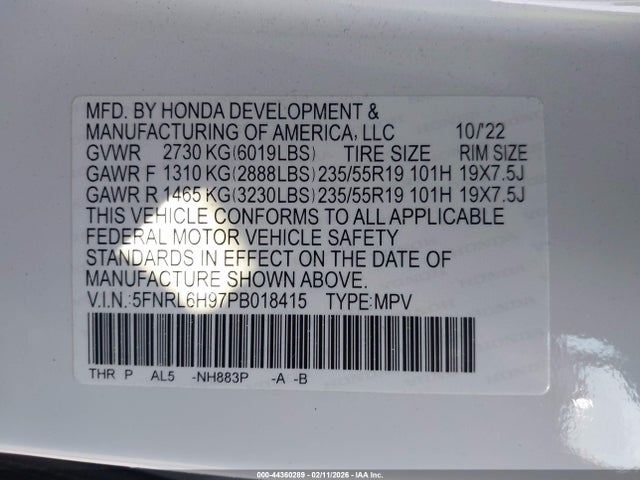 MFD. BY HONDA DEVELOPMENT &
MANUFACTURING OF AMERICA, LLC 10/'22
GVWR 2730 KG(6019LBS) TIRE SIZE RIM SIZE
GAWR F 1310 KG(2888LBS)235/55R19 101H 19X7.5J
GAWR R 1465 KG(3230LBS)235/55R19 101H 19X7.5J
THIS VEHICLE CONFORMS TO ALL APPLICABLE
FEDERAL MOTOR VEHICLE SAFETY
STANDARDS IN EFFECT ON THE DATE OF
MANUFACTURE SHOWN ABOVE.
V.I.N.:5FNRL6H97PB018415 TYPE:MPV
THR P AL5 -NH883P -A -B
000-44360289 - 02/11/2026 - IAA Inc.